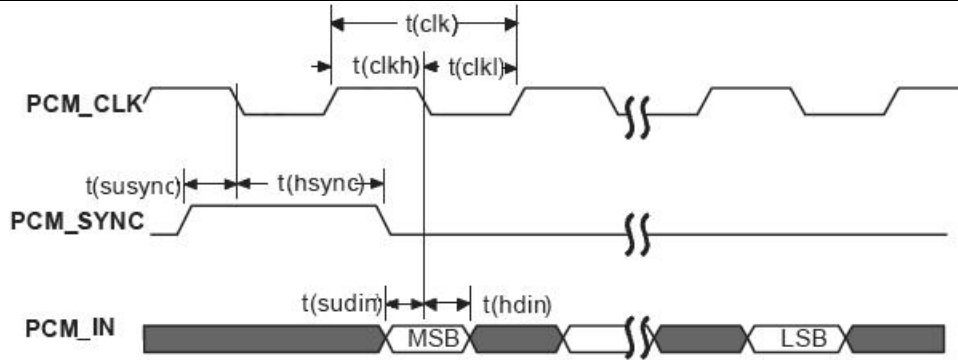 t(clk)
t(clkh) t(clkl)
PCM_CLK
t(susync) t(hsync)
PCM_SYNC
t(sudin) t(hdin)
PCM_IN MSB LSB